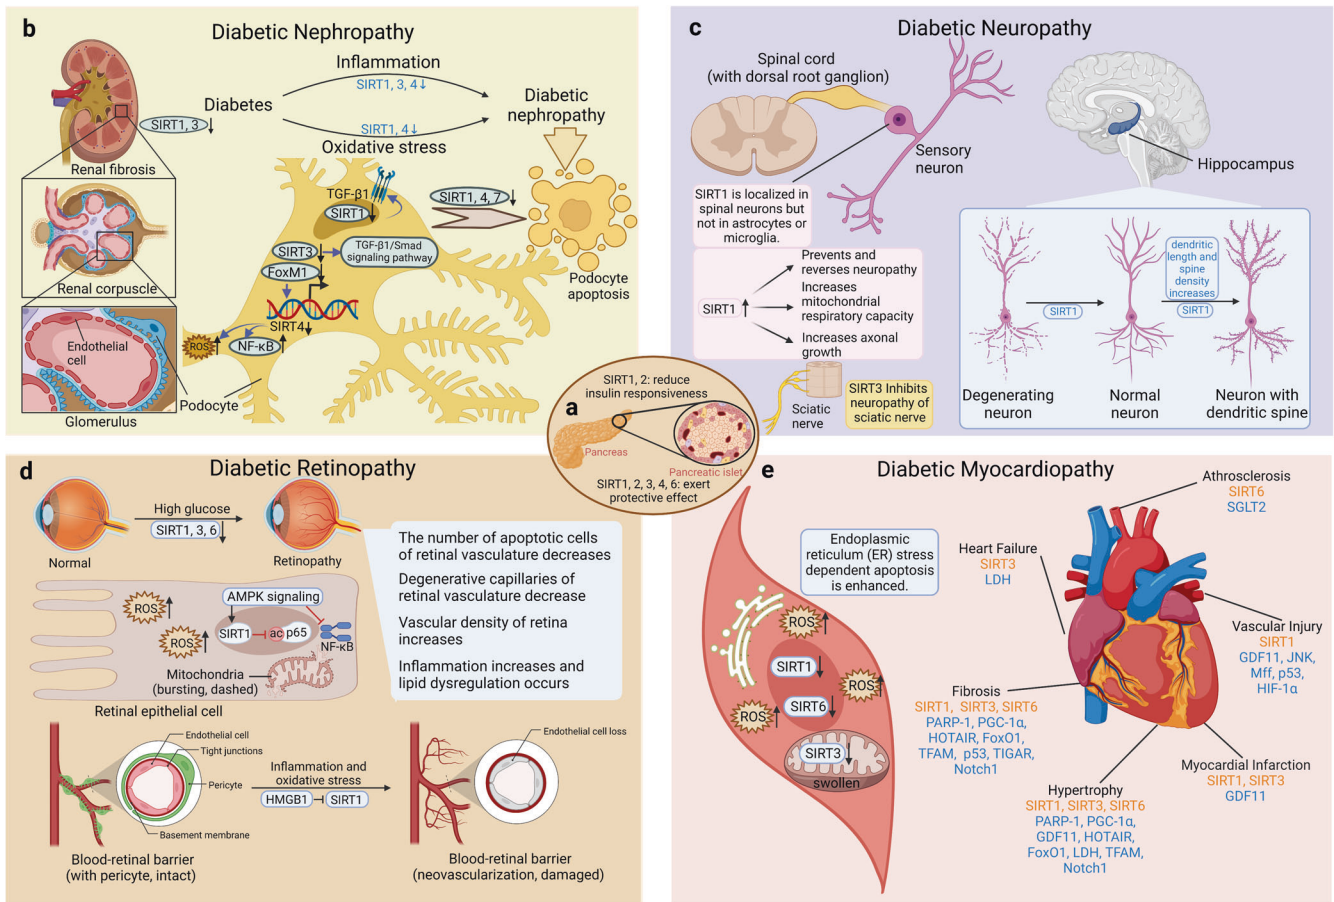 b
Diabetic Nephropathy
Inflammation
SIRT1, 3, 4↓
Diabetes
SIRT1, 3 ↓
Diabetic
nephropathy
SIRT1, 4↓
Oxidative stress
Renal fibrosis
TGF-β1
SIRT1 ↓
SIRT1, 4, 7 ↓
SIRT3 ↓
TGF-β1/Smad
signaling pathway
FoxM1 ↓
Renal corpuscle
Podocyte
apoptosis
SIRT4↓
ROS ↑
NF-κB ↑
Endothelial
cell
Podocyte
Glomerulus
c
Diabetic Neuropathy
Spinal cord
(with dorsal root ganglion)
Sensory
neuron
Hippocampus
SIRT1 is localized in
spinal neurons but
not in astrocytes or
microglia.
SIRT1 ↑
Prevents and
reverses neuropathy
Increases
mitochondrial
respiratory capacity
Increases axonal
growth
Sciatic
nerve
SIRT3 Inhibits
neuropathy of
sciatic nerve
dendritic
length and
spine
density
increases
SIRT1
SIRT1
Degenerating
neuron
Normal
neuron
Neuron with
dendritic spine
a
SIRT1, 2: reduce
insulin responsiveness
Pancreas
Pancreatic islet
SIRT1, 2, 3, 4, 6: exert
protective effect
d
Diabetic Retinopathy
High glucose
SIRT1, 3, 6 ↓
Normal
Retinopathy
The number of apoptotic cells
of retinal vasculature decreases
Degenerative capillaries of
retinal vasculature decrease
Vascular density of retina
increases
Inflammation increases and
lipid dysregulation occurs
ROS ↑
AMPK signaling
ROS ↑
SIRT1
ac
p65
NF-κB
Mitochondria
(bursting, dashed)
Retinal epithelial cell
Endothelial cell
Tight junctions
Pericyte
Basement membrane
Inflammation and
oxidative stress
HMGB1
SIRT1
Endothelial cell loss
Blood-retinal barrier
(with pericyte, intact)
Blood-retinal barrier
(neovascularization, damaged)
e
Diabetic Myocardiopathy
Endoplasmic
reticulum (ER) stress
dependent apoptosis
is enhanced.
ROS ↑
SIRT1 ↓
ROS ↑
SIRT6 ↓
ROS ↑
SIRT3 ↓
swollen
Athrosclerosis
SIRT6
SGLT2
Heart Failure
SIRT3
LDH
Vascular Injury
SIRT1
GDF11, JNK,
Mff, p53,
HIF-1α
Fibrosis
SIRT1, SIRT3, SIRT6
PARP-1, PGC-1α,
HOTAIR, FoxO1,
TFAM, p53, TIGAR,
Notch1
Myocardial Infarction
SIRT1, SIRT3
GDF11
Hypertrophy
SIRT1, SIRT3, SIRT6
PARP-1, PGC-1α,
GDF11, HOTAIR,
FoxO1, LDH, TFAM,
Notch1